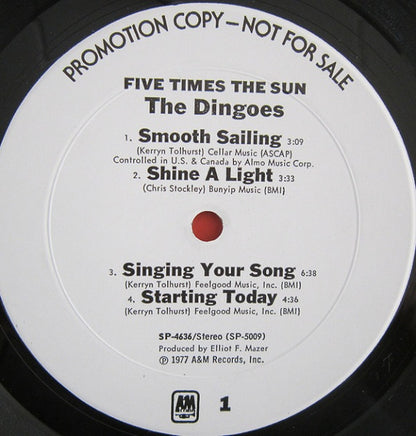 PROMOTION COPY—NOT FOR SALE
FIVE TIMES THE SUN
The Dingoes
1. Smooth Sailing 3:09
(Kerryn Tolhurst) Cellar Music (ASCAP)
Controlled in U.S. & Canada by Almo Music Corp.
2. Shine A Light 3:33
(Chris Stockley) Bunyip Music (BMI)
3. Singing Your Song 6:38
(Kerryn Tolhurst) Feelgood Music, Inc. (BMI)
4. Starting Today 4:36
(Kerryn Tolhurst) Feelgood Music, Inc. (BMI)
SP-4636/Stereo (SP-5009)
Produced by Elliot F. Mazer
℗ 1977 A&M Records, Inc.
A&M 1